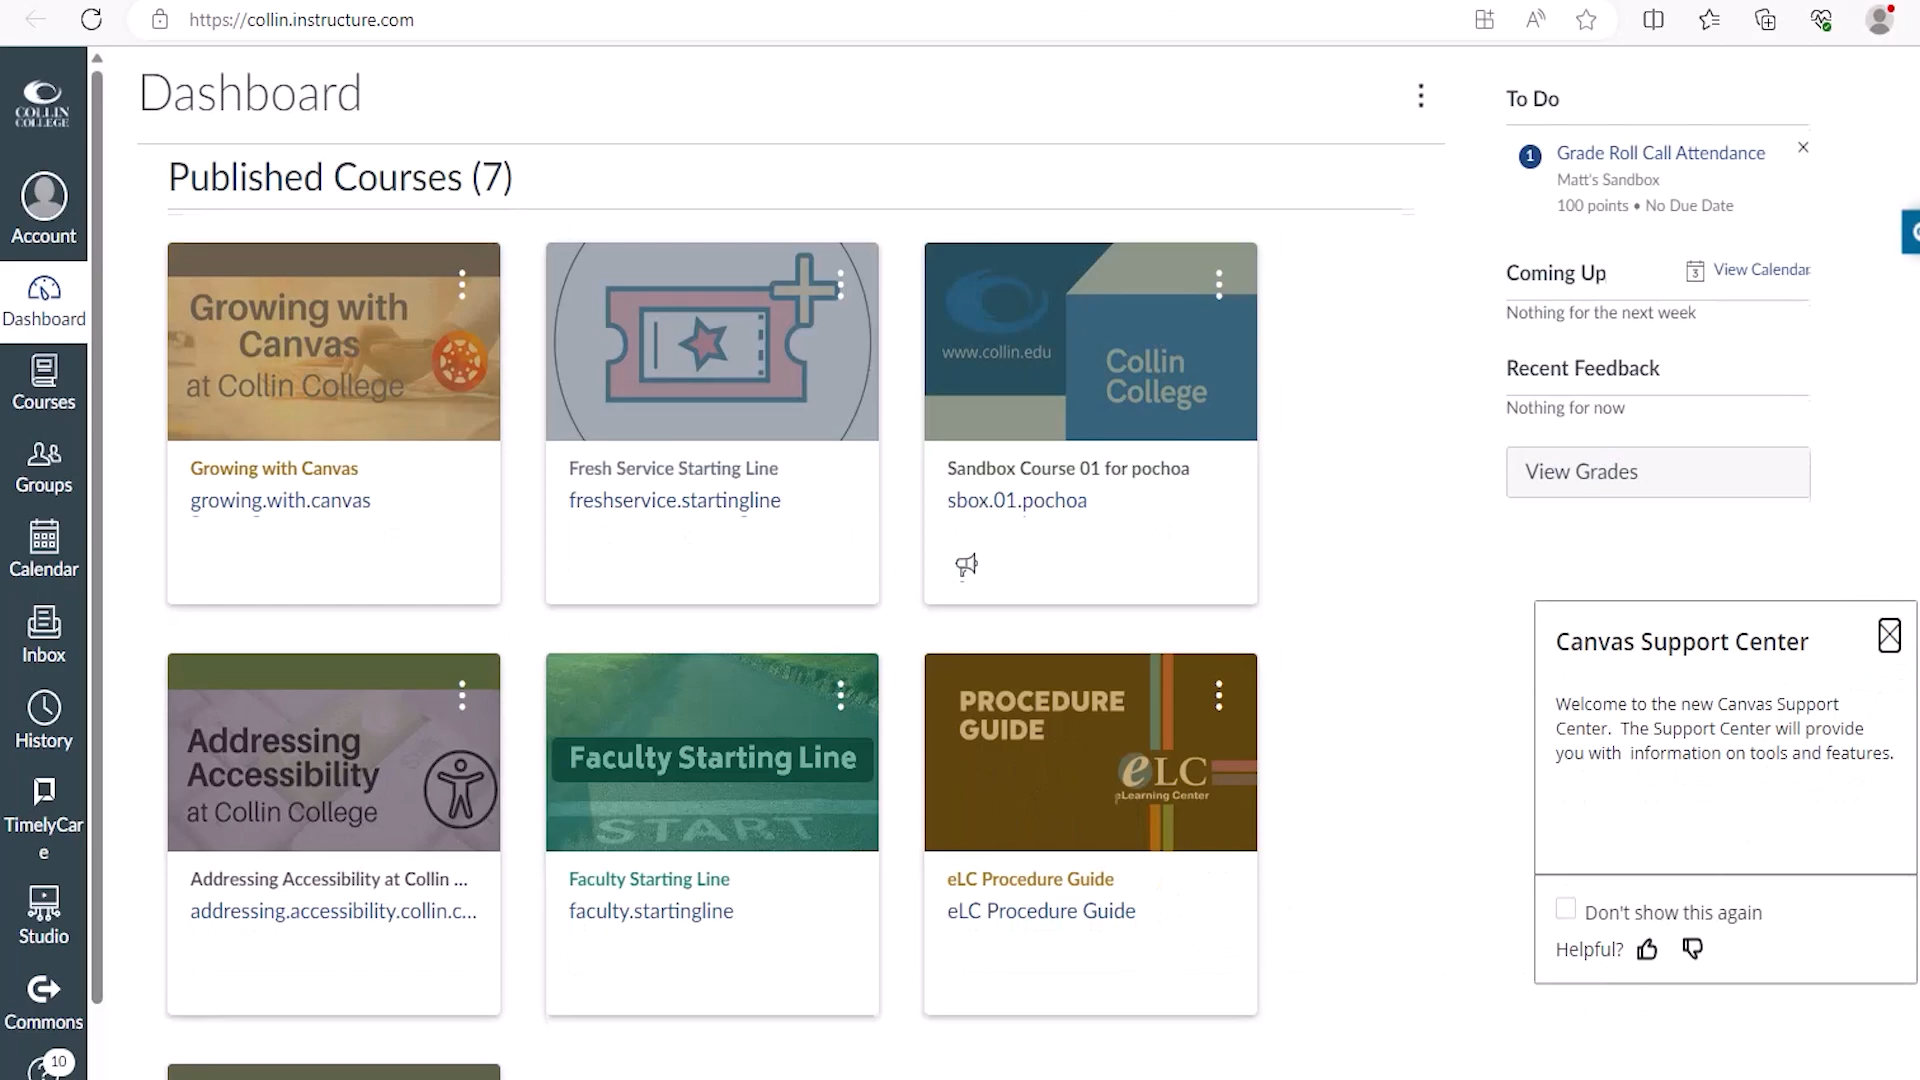 https://collin.instructure.com
COLLIN
COLLEGE
Account
Dashboard
Courses
Groups
Calendar
Inbox
History
TimelyCar
e
Studio
Commons
10
Dashboard
Published Courses (7)
Growing with
Canvas
at Collin College
Growing with Canvas
growing.with.canvas
Fresh Service Starting Line
freshservice.startingline
www.collin.edu
Collin
College
Sandbox Course 01 for pochoa
sbox.01.pochoa
Addressing
Accessibility
at Collin College
Addressing Accessibility at Collin ...
addressing.accessibility.collin.c...
Faculty Starting Line
START
Faculty Starting Line
faculty.startingline
PROCEDURE
GUIDE
eLC
eLearning Center
eLC Procedure Guide
eLC Procedure Guide
To Do
1
Grade Roll Call Attendance
Matt's Sandbox
100 points • No Due Date
Coming Up
3
View Calendar
Nothing for the next week
Recent Feedback
Nothing for now
View Grades
Canvas Support Center
Welcome to the new Canvas Support
Center. The Support Center will provide
you with information on tools and features.
Don't show this again
Helpful?